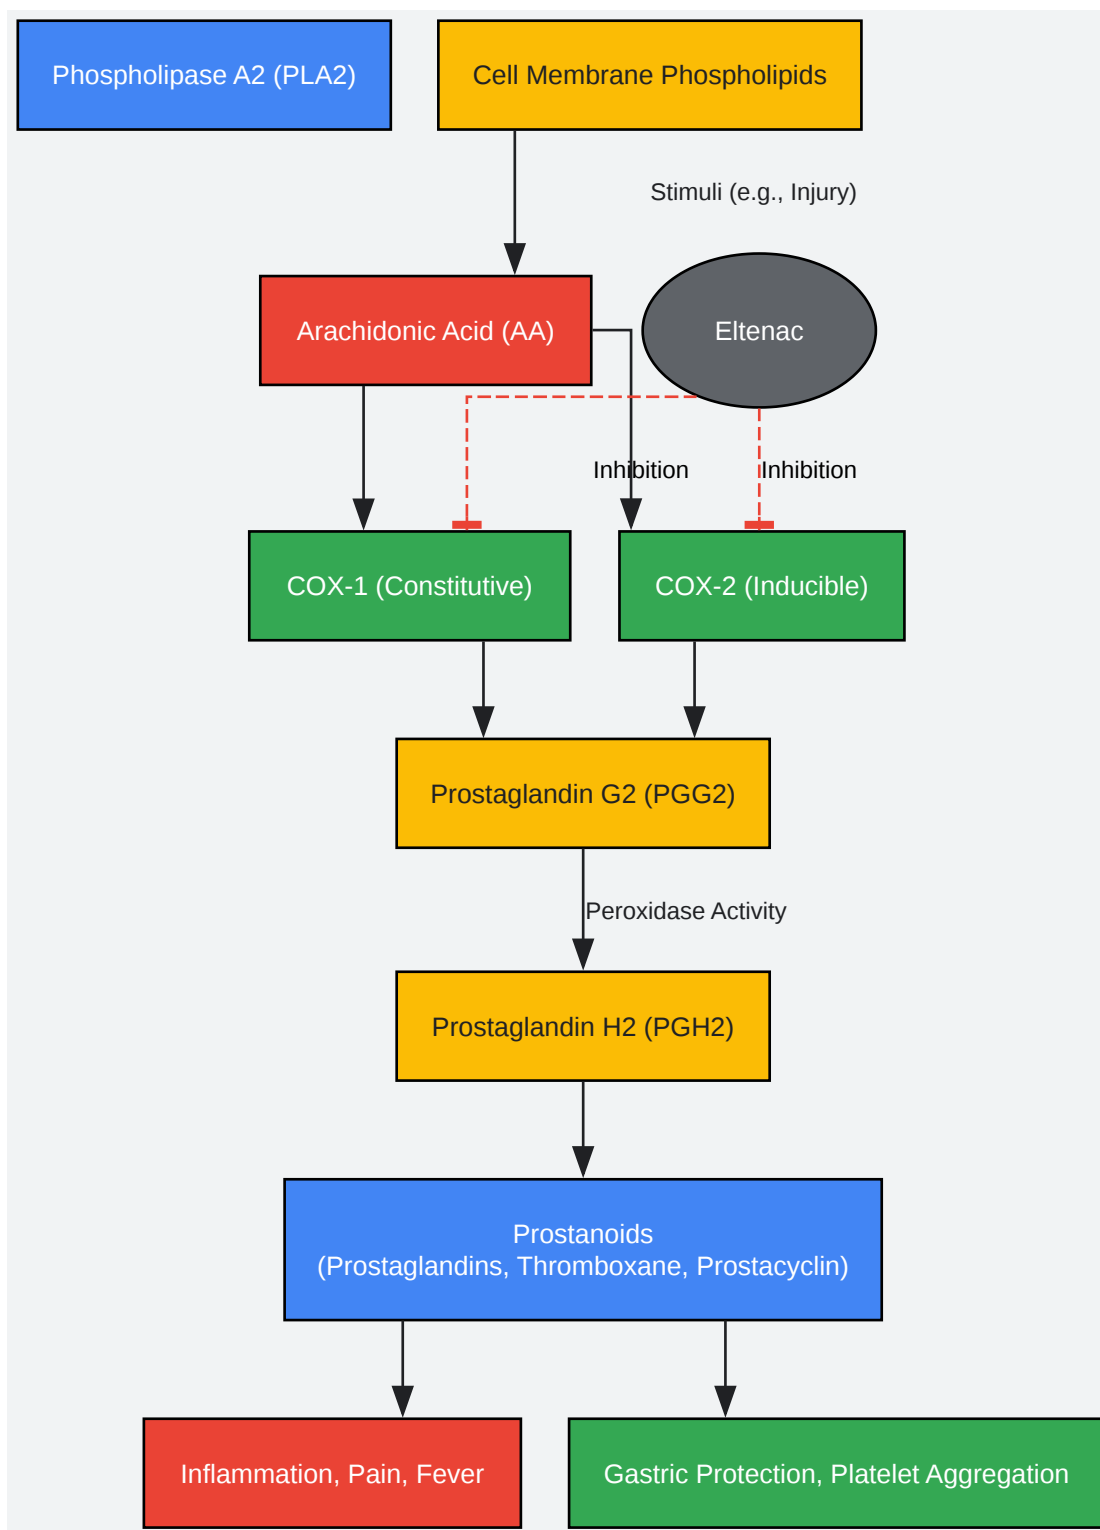 Phospholipase A2 (PLA2)
Cell Membrane Phospholipids
Stimuli (e.g., Injury)
Arachidonic Acid (AA)
Eltenac
Inhibition
Inhibition
COX-1 (Constitutive)
COX-2 (Inducible)
Prostaglandin G2 (PGG2)
Peroxidase Activity
Prostaglandin H2 (PGH2)
Prostanoids
(Prostaglandins, Thromboxane, Prostacyclin)
Inflammation, Pain, Fever
Gastric Protection, Platelet Aggregation